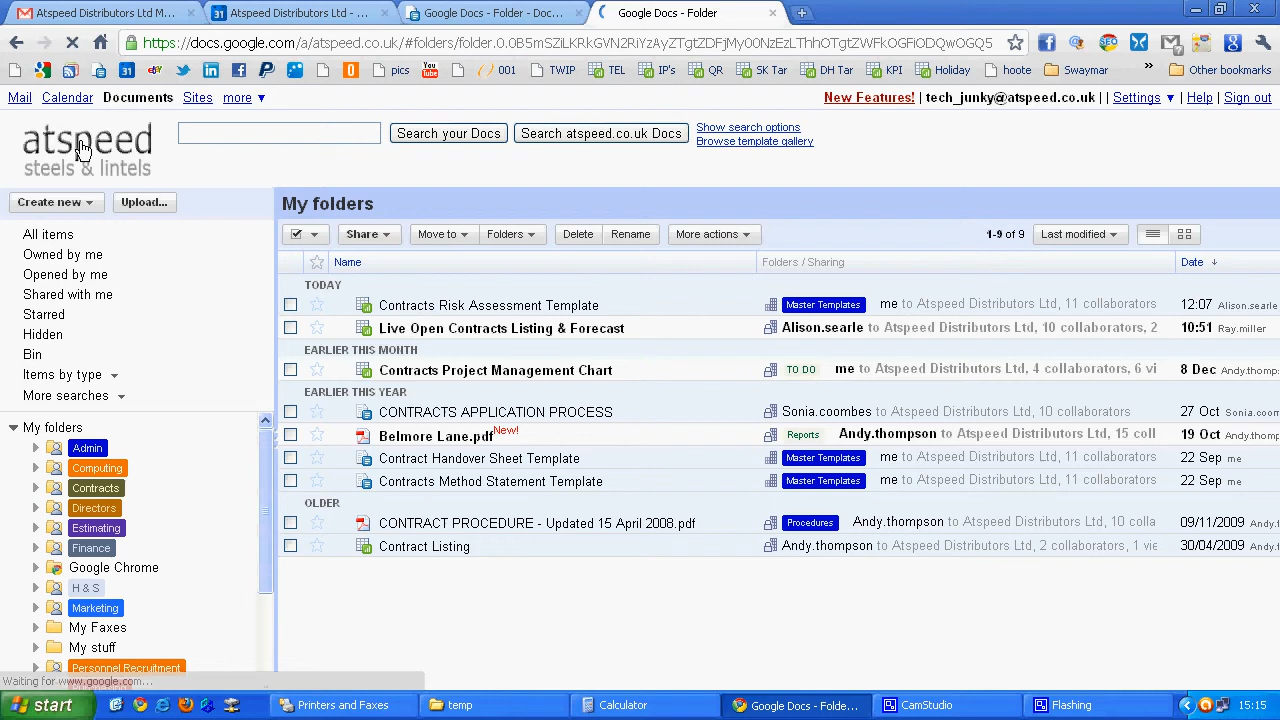 Atspeed Distributors Ltd M...
31 Atspeed Distributors Ltd - ...
Google Docs - Folder - Doc...
Google Docs - Folder
Other bookmarks
pics
You Tube
001
TWIP
TEL
IP's
QR
SK Tar
DH Tar
KPI
Holiday
hoote
Swaymar
»
Mail Calendar Documents Sites more ▼
New Features! | tech_junky@atspeed.co.uk | | Settings ▼ | Help | Sign out
atspeed
steels & lintels
Search your Docs
Search atspeed.co.uk Docs
Show search options
Browse template gallery
Create new
Upload...
All items
Owned by me
Opened by me
Shared with me
Starred
Hidden
Bin
Items by type
More searches
My folders
Admin
Computing
Contracts
Directors
Estimating
Finance
Google Chrome
H & S
Marketing
My Faxes
My stuff
Personnel Recruitment
My folders
Share
Move to
Folders
Delete
Rename
More actions
1-9 of 9
Last modified
Name
Folders / Sharing
Date
TODAY
Contracts Risk Assessment Template Master Templates me to Atspeed Distributors Ltd, 11 collaborators 12:07 Alison.searle
Live Open Contracts Listing & Forecast Alison.searle to Atspeed Distributors Ltd, 10 collaborators, 2 10:51 Ray.miller
EARLIER THIS MONTH
Contracts Project Management Chart TO DO me to Atspeed Distributors Ltd, 4 collaborators, 6 vi 8 Dec Andy.thomp
EARLIER THIS YEAR
CONTRACTS APPLICATION PROCESS Sonia.coombes to Atspeed Distributors Ltd, 10 collaborators 27 Oct Sonia.coom
Belmore Lane.pdf New! Reports Andy.thompson to Atspeed Distributors Ltd, 15 coll 19 Oct Andy.thomp
Contract Handover Sheet Template Master Templates me to Atspeed Distributors Ltd, 11 collaborators 22 Sep me
Contracts Method Statement Template Master Templates me to Atspeed Distributors Ltd, 11 collaborators 22 Sep me
OLDER
CONTRACT PROCEDURE - Updated 15 April 2008.pdf Procedures Andy.thompson to Atspeed Distributors Ltd, 10 colla 09/11/2009 Andy.t
Contract Listing Andy.thompson to Atspeed Distributors Ltd, 2 collaborators, 1 vie 30/04/2009 Andy.t
Waiting for www.google.com...
start
Printers and Faxes
temp
Calculator
Google Docs - Folde...
CamStudio
Flashing
15:15